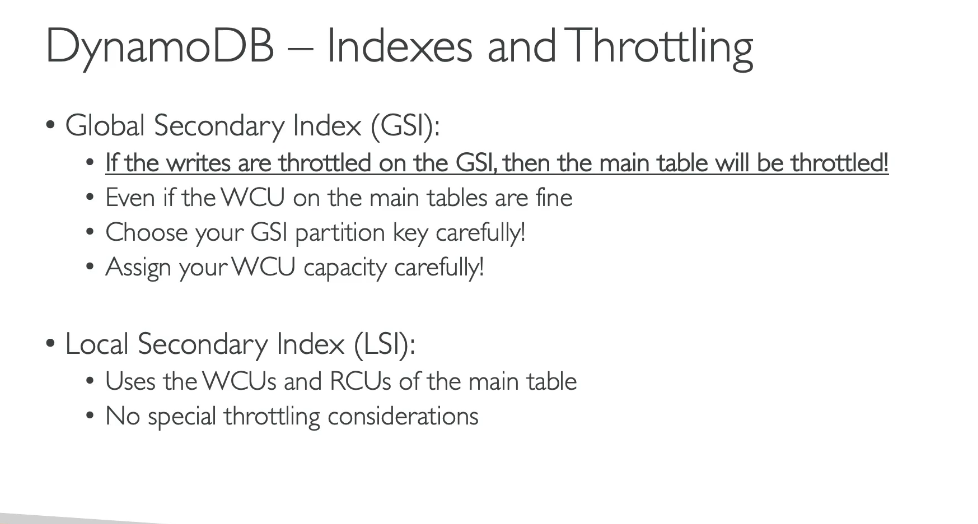 DynamoDB – Indexes and Throttling
• Global Secondary Index (GSI):
• If the writes are throttled on the GSI, then the main table will be throttled!
• Even if the WCU on the main tables are fine
• Choose your GSI partition key carefully!
• Assign your WCU capacity carefully!
• Local Secondary Index (LSI):
• Uses the WCUs and RCUs of the main table
• No special throttling considerations